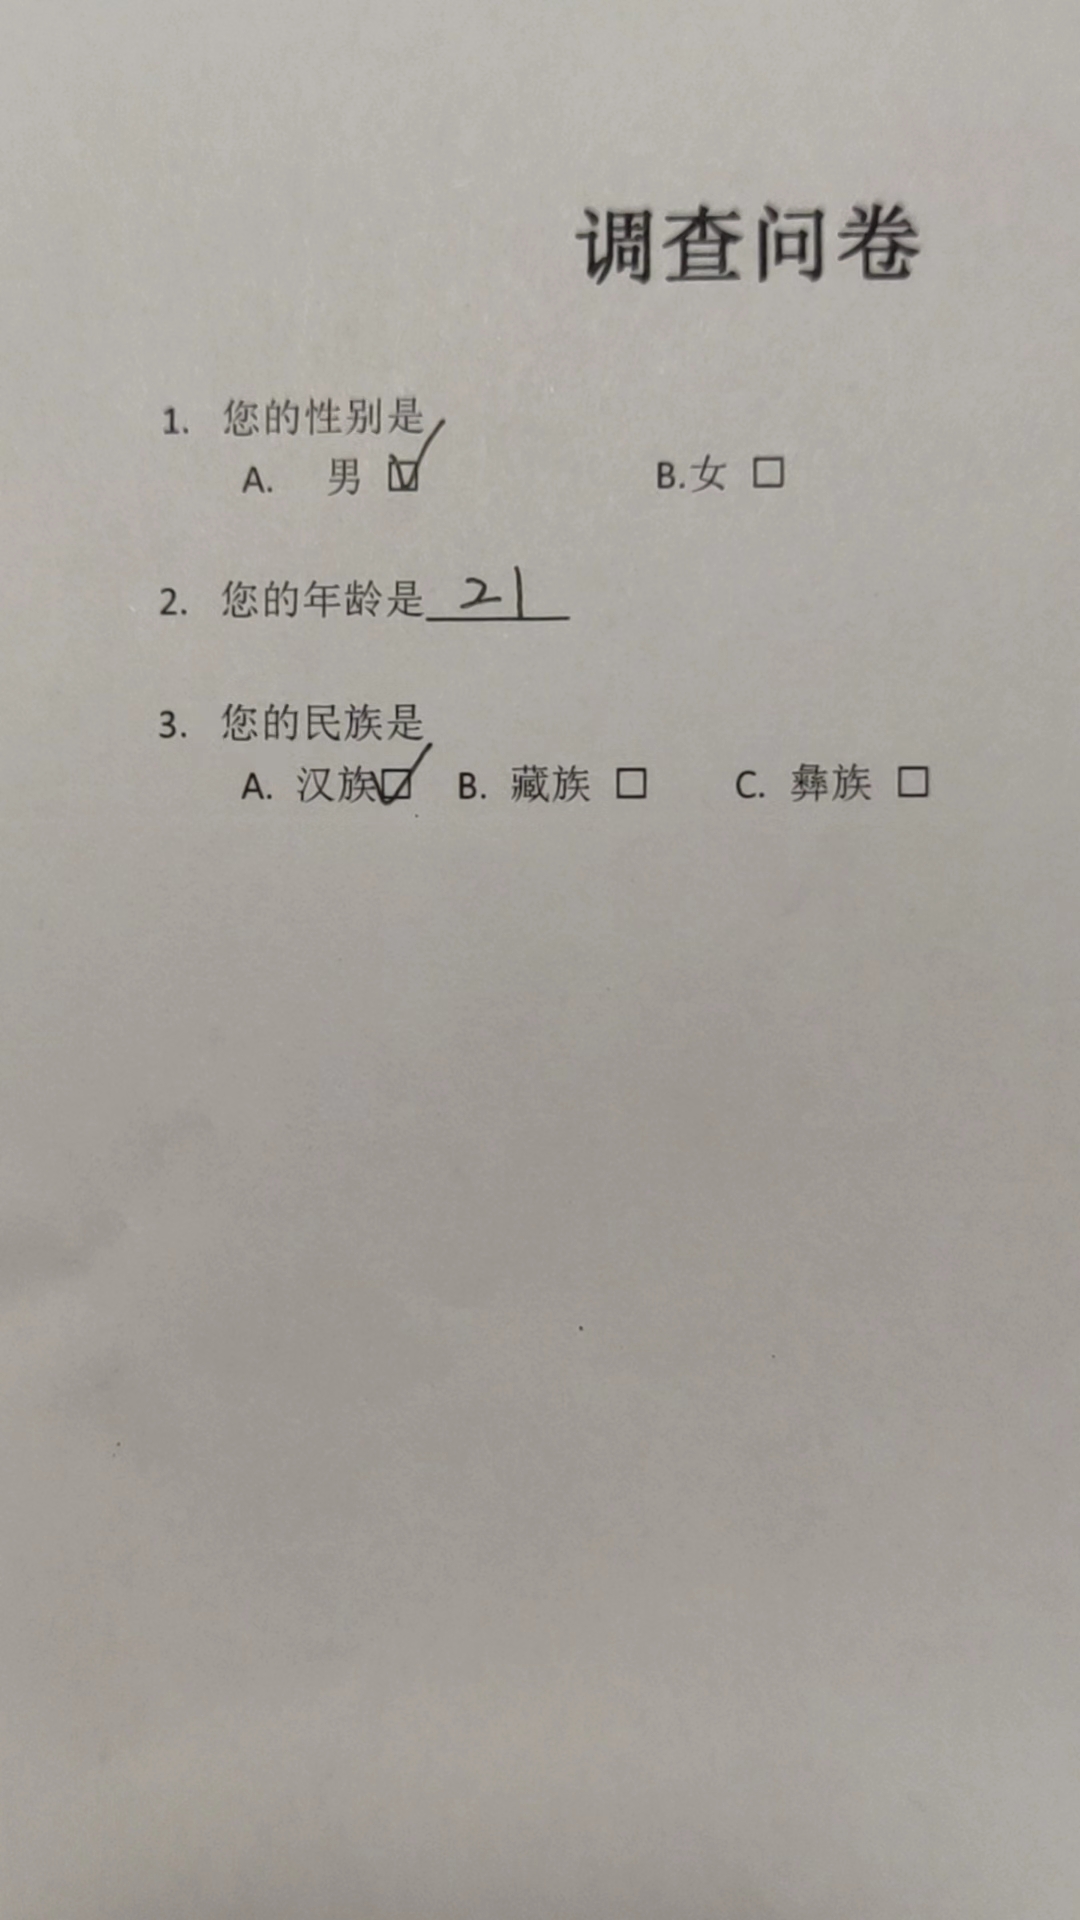 调查问卷
1. 您的性别是
A. 男 ☑ B.女 □
2. 您的年龄是 21
3. 您的民族是
A. 汉族☑ B. 藏族 □ C. 彝族 □